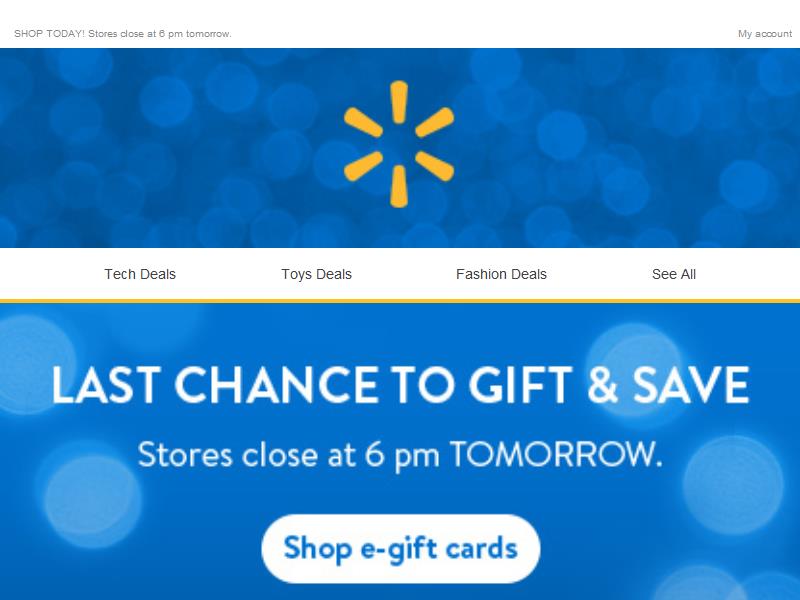 SHOP TODAY! Stores close at 6 pm tomorrow.
My account
Tech Deals
Toys Deals
Fashion Deals
See All
LAST CHANCE TO GIFT & SAVE
Stores close at 6 pm TOMORROW.
Shop e-gift cards